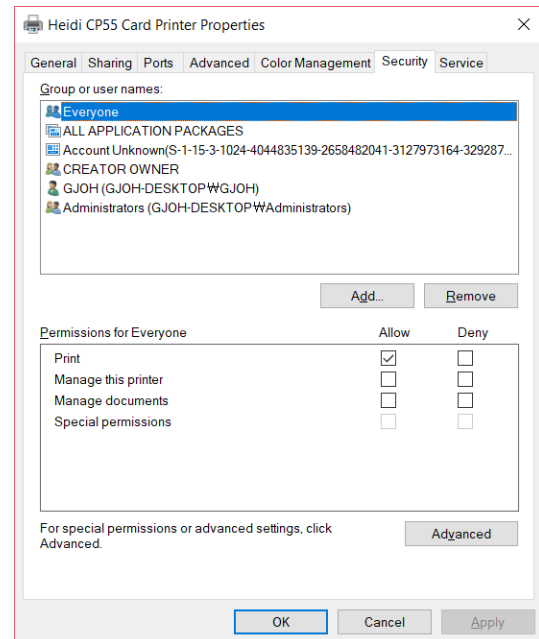 Heidi CP55 Card Printer Properties
General Sharing Ports Advanced Color Management Security Service
Group or user names:
Everyone
ALL APPLICATION PACKAGES
Account Unknown(S-1-15-3-1024-4044835139-2658482041-3127973164-329287...
CREATOR OWNER
GJOH (GJOH-DESKTOP₩GJOH)
Administrators (GJOH-DESKTOP₩Administrators)
Add... Remove
Permissions for Everyone Allow Deny
Print
Manage this printer
Manage documents
Special permissions
For special permissions or advanced settings, click
Advanced.
Advanced
OK Cancel Apply